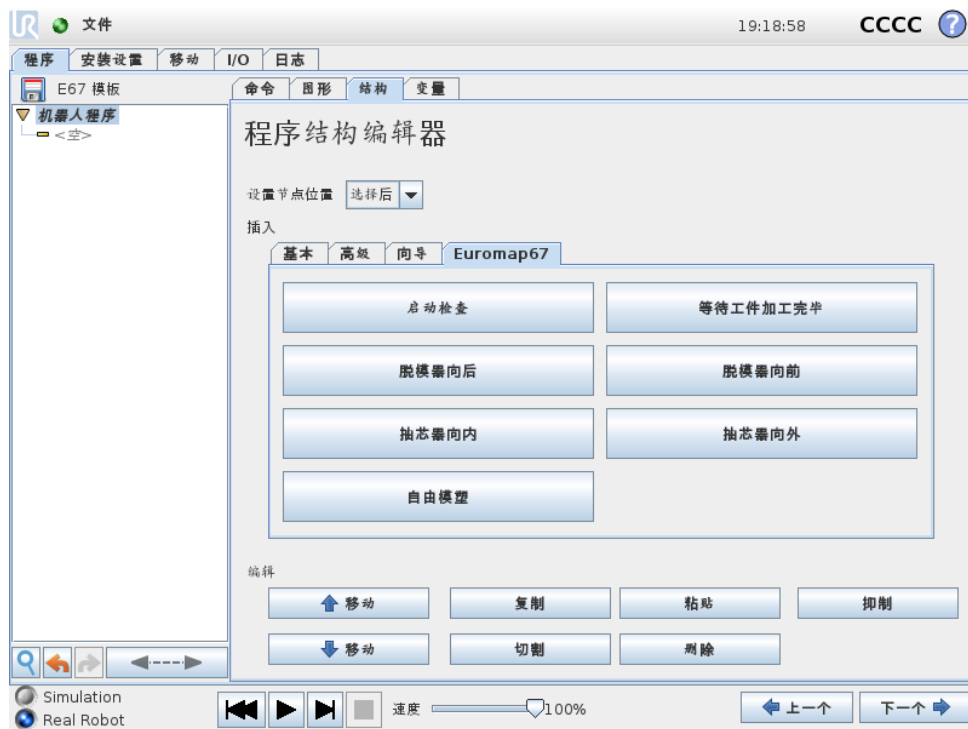 UR 文件 19:18:58 CCCC ?
程序 安装设置 移动 I/O 日志
E67 模板
命令 图形 结构 变量
机器人程序
<空>
程序结构编辑器
设置节点位置 选择后
插入
基本 高级 向导 Euromap67
启动检查 等待工件加工完毕
脱模器向后 脱模器向前
抽芯器向内 抽芯器向外
自由模塑
编辑
移动 复制 粘贴 抑制
移动 切割 删除
Simulation
Real Robot
速度 100%
上一个 下一个